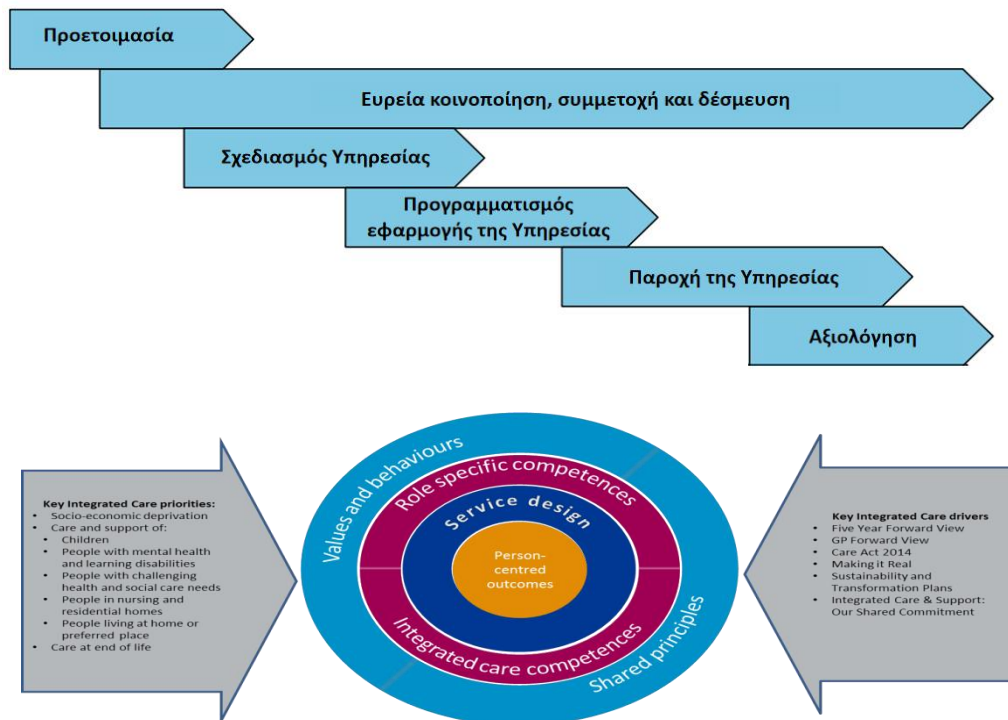 Προετοιμασία
Ευρεία κοινοποίηση, συμμετοχή και δέσμευση
Σχεδιασμός Υπηρεσίας
Προγραμματισμός
εφαρμογής της Υπηρεσίας
Παροχή της Υπηρεσίας
Αξιολόγηση
Key Integrated Care priorities:
• Socio-economic deprivation
• Care and support of:
• Children
• People with mental health
and learning disabilities
• People with challenging
health and social care needs
• People in nursing and
residential homes
• People living at home or
preferred place
• Care at end of life
Values and behaviours
Role specific competences
Service design
Person-
centred
outcomes
Integrated care competences
Shared principles
Key Integrated Care drivers
• Five Year Forward View
• GP Forward View
• Care Act 2014
• Making it Real
• Sustainability and
Transformation Plans
• Integrated Care & Support:
Our Shared Commitment